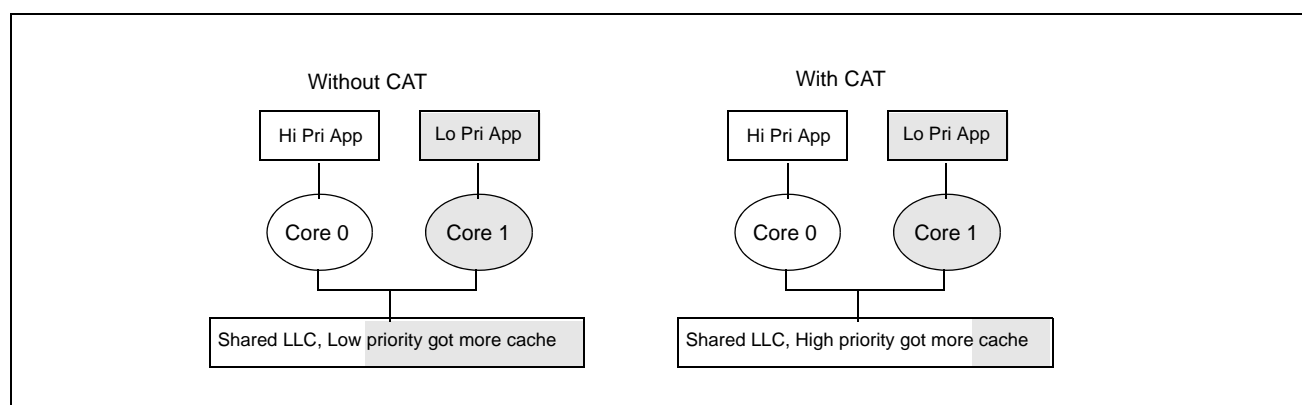 Without CAT
Hi Pri App
Lo Pri App
Core 0
Core 1
Shared LLC, Low priority got more cache
With CAT
Hi Pri App
Lo Pri App
Core 0
Core 1
Shared LLC, High priority got more cache